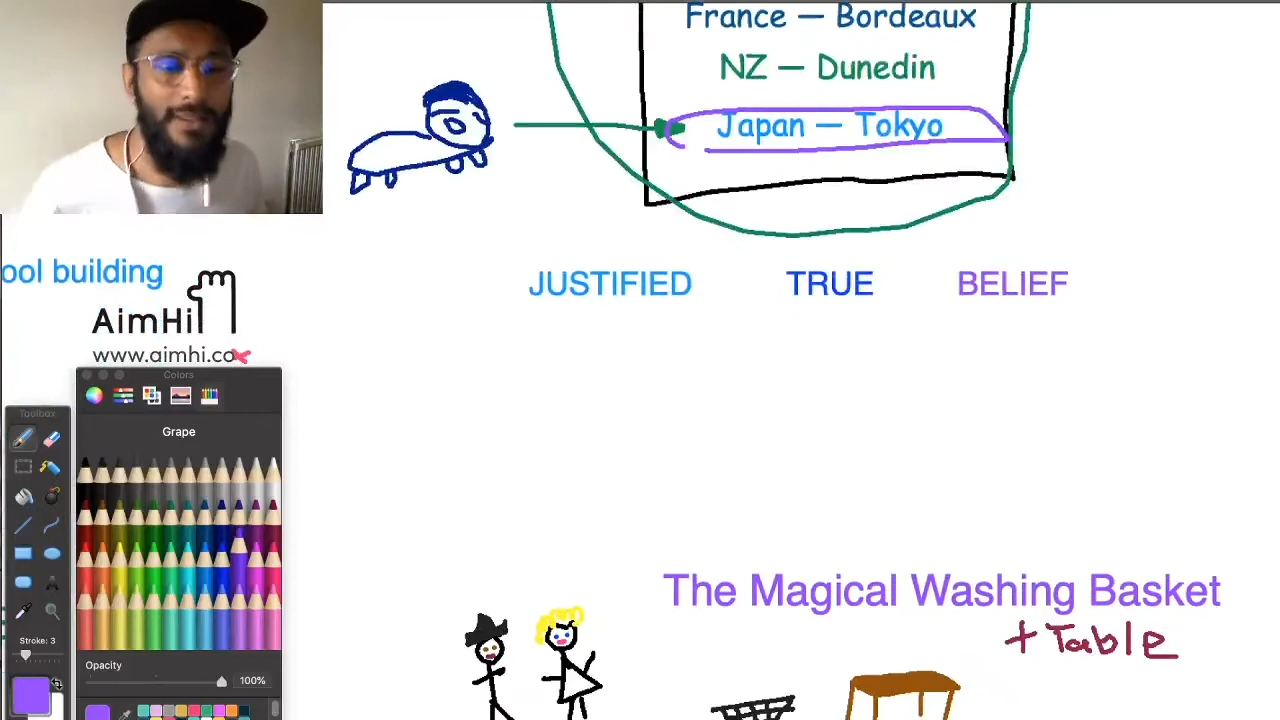 France — Bordeaux
NZ — Dunedin
Japan — Tokyo
ool building
JUSTIFIED TRUE BELIEF
AimHi
www.aimhi.co
Colors
Toolbox
Grape
The Magical Washing Basket
+ Table
Stroke: 3
Opacity
100%